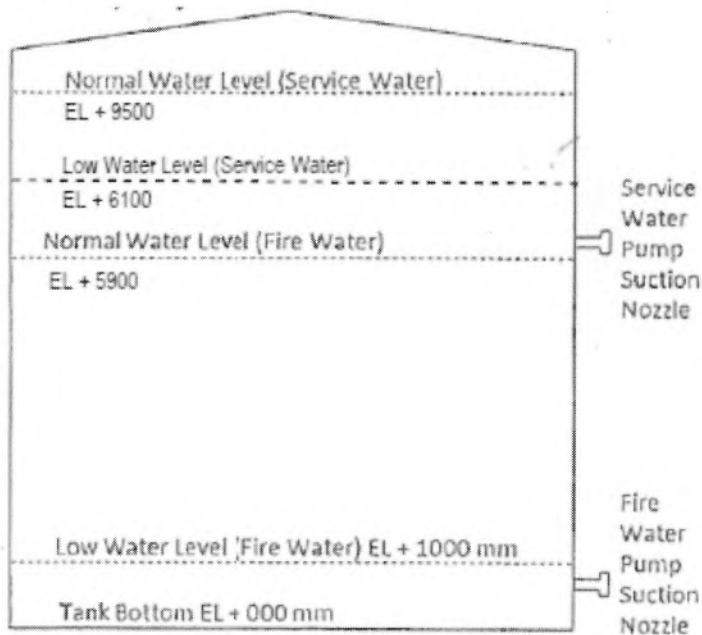 Normal Water Level (Service Water)
EL + 9500
Low Water Level (Service Water)
EL + 6100
Normal Water Level (Fire Water)
EL + 5900
Service
Water
Pump
Suction
Nozzle
Low Water Level (Fire Water) EL + 1000 mm
Tank Bottom EL + 000 mm
Fire
Water
Pump
Suction
Nozzle